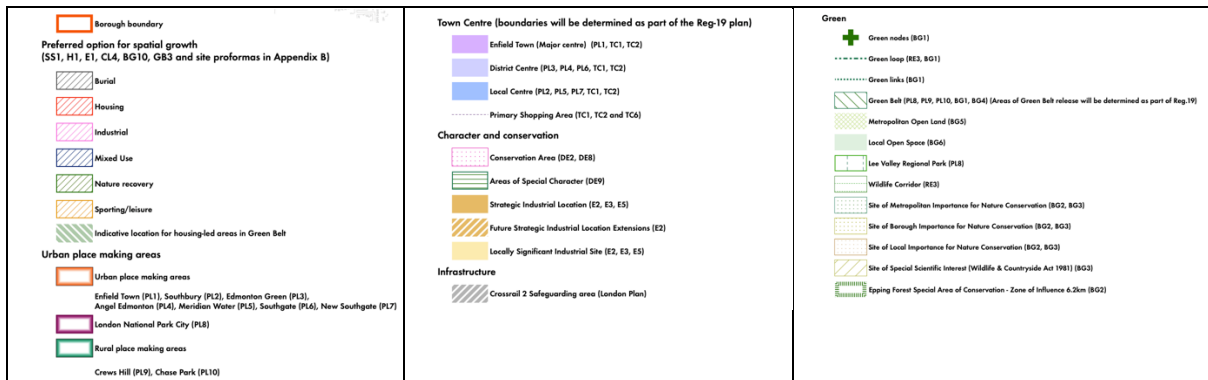 Borough boundary
Preferred option for spatial growth
(SS1, H1, E1, CL4, BG10, GB3 and site proformas in Appendix B)
Burial
Housing
Industrial
Mixed Use
Nature recovery
Sporting/leisure
Indicative location for housing-led areas in Green Belt
Urban place making areas
Urban place making areas
Enfield Town (PL1), Southbury (PL2), Edmonton Green (PL3),
Angel Edmonton (PL4), Meridian Water (PL5), Southgate (PL6), New Southgate (PL7)
London National Park City (PL8)
Rural place making areas
Crews Hill (PL9), Chase Park (PL10)
Town Centre (boundaries will be determined as part of the Reg-19 plan)
Enfield Town (Major centre) (PL1, TC1, TC2)
District Centre (PL3, PL4, PL6, TC1, TC2)
Local Centre (PL2, PL5, PL7, TC1, TC2)
Primary Shopping Area (TC1, TC2 and TC6)
Character and conservation
Conservation Area (DE2, DE8)
Areas of Special Character (DE9)
Strategic Industrial Location (E2, E3, E5)
Future Strategic Industrial Location Extensions (E2)
Locally Significant Industrial Site (E2, E3, E5)
Infrastructure
Crossrail 2 Safeguarding area (London Plan)
Green
Green nodes (BG1)
Green loop (RE3, BG1)
Green links (BG1)
Green Belt (PL8, PL9, PL10, BG1, BG4) (Areas of Green Belt release will be determined as part of Reg.19)
Metropolitan Open Land (BG5)
Local Open Space (BG6)
Lee Valley Regional Park (PL8)
Wildlife Corridor (RE3)
Site of Metropolitan Importance for Nature Conservation (BG2, BG3)
Site of Borough Importance for Nature Conservation (BG2, BG3)
Site of Local Importance for Nature Conservation (BG2, BG3)
Site of Special Scientific Interest (Wildlife & Countryside Act 1981) (BG3)
Epping Forest Special Area of Conservation - Zone of Influence 6.2km (BG2)